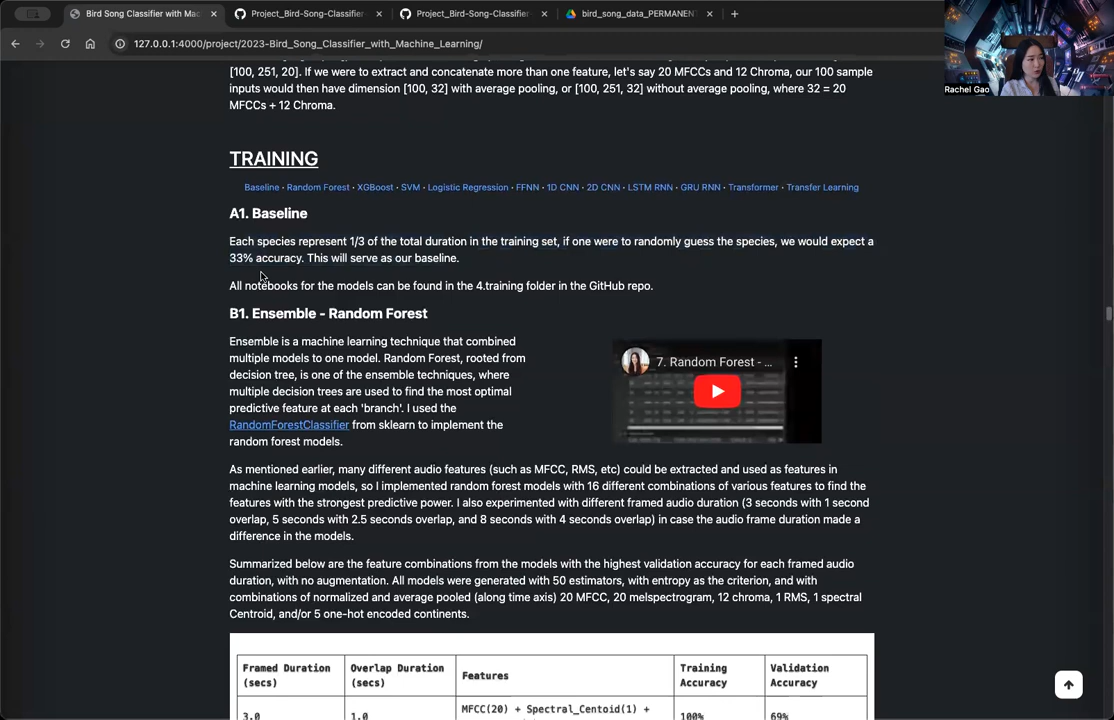 Bird Song Classifier with Mac
Project_Bird-Song-Classifier-
Project_Bird-Song-Classifier-
bird_song_data_PERMANENT
127.0.0.1:4000/project/2023-Bird_Song_Classifier_with_Machine_Learning/
Rachel Gao
[100, 251, 20]. If we were to extract and concatenate more than one feature, let's say 20 MFCCs and 12 Chroma, our 100 sample
inputs would then have dimension [100, 32] with average pooling, or [100, 251, 32] without average pooling, where 32 = 20
MFCCs + 12 Chroma.
TRAINING
Baseline · Random Forest · XGBoost · SVM · Logistic Regression · FFNN · 1D CNN · 2D CNN · LSTM RNN · GRU RNN · Transformer · Transfer Learning
A1. Baseline
Each species represent 1/3 of the total duration in the training set, if one were to randomly guess the species, we would expect a
33% accuracy. This will serve as our baseline.
All notebooks for the models can be found in the 4.training folder in the GitHub repo.
B1. Ensemble - Random Forest
Ensemble is a machine learning technique that combined
multiple models to one model. Random Forest, rooted from
decision tree, is one of the ensemble techniques, where
multiple decision trees are used to find the most optimal
predictive feature at each 'branch'. I used the
RandomForestClassifier from sklearn to implement the
random forest models.
7. Random Forest - ...
As mentioned earlier, many different audio features (such as MFCC, RMS, etc) could be extracted and used as features in
machine learning models, so I implemented random forest models with 16 different combinations of various features to find the
features with the strongest predictive power. I also experimented with different framed audio duration (3 seconds with 1 second
overlap, 5 seconds with 2.5 seconds overlap, and 8 seconds with 4 seconds overlap) in case the audio frame duration made a
difference in the models.
Summarized below are the feature combinations from the models with the highest validation accuracy for each framed audio
duration, with no augmentation. All models were generated with 50 estimators, with entropy as the criterion, and with
combinations of normalized and average pooled (along time axis) 20 MFCC, 20 melspectrogram, 12 chroma, 1 RMS, 1 spectral
Centroid, and/or 5 one-hot encoded continents.
Framed Duration (secs) Overlap Duration (secs) Features Training Accuracy Validation Accuracy
3.0 1.0 MFCC(20) + Spectral_Centoid(1) + 100% 69%